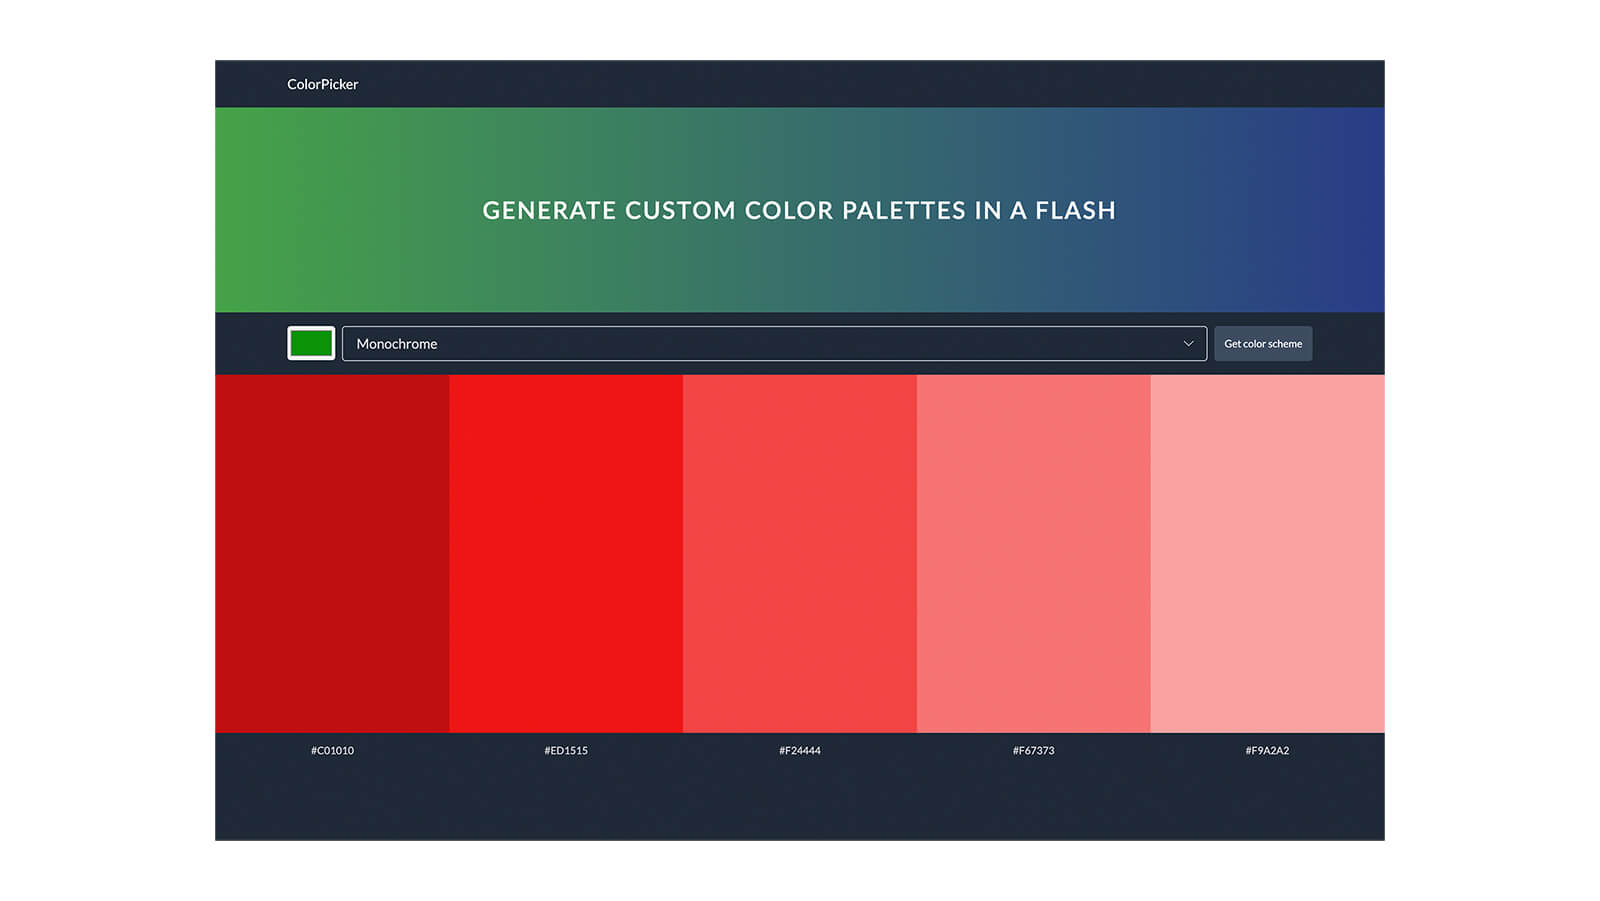 ColorPicker
GENERATE CUSTOM COLOR PALETTES IN A FLASH
Monochrome
Get color scheme
#C01010
#ED1515
#F24444
#F67373
#F9A2A2